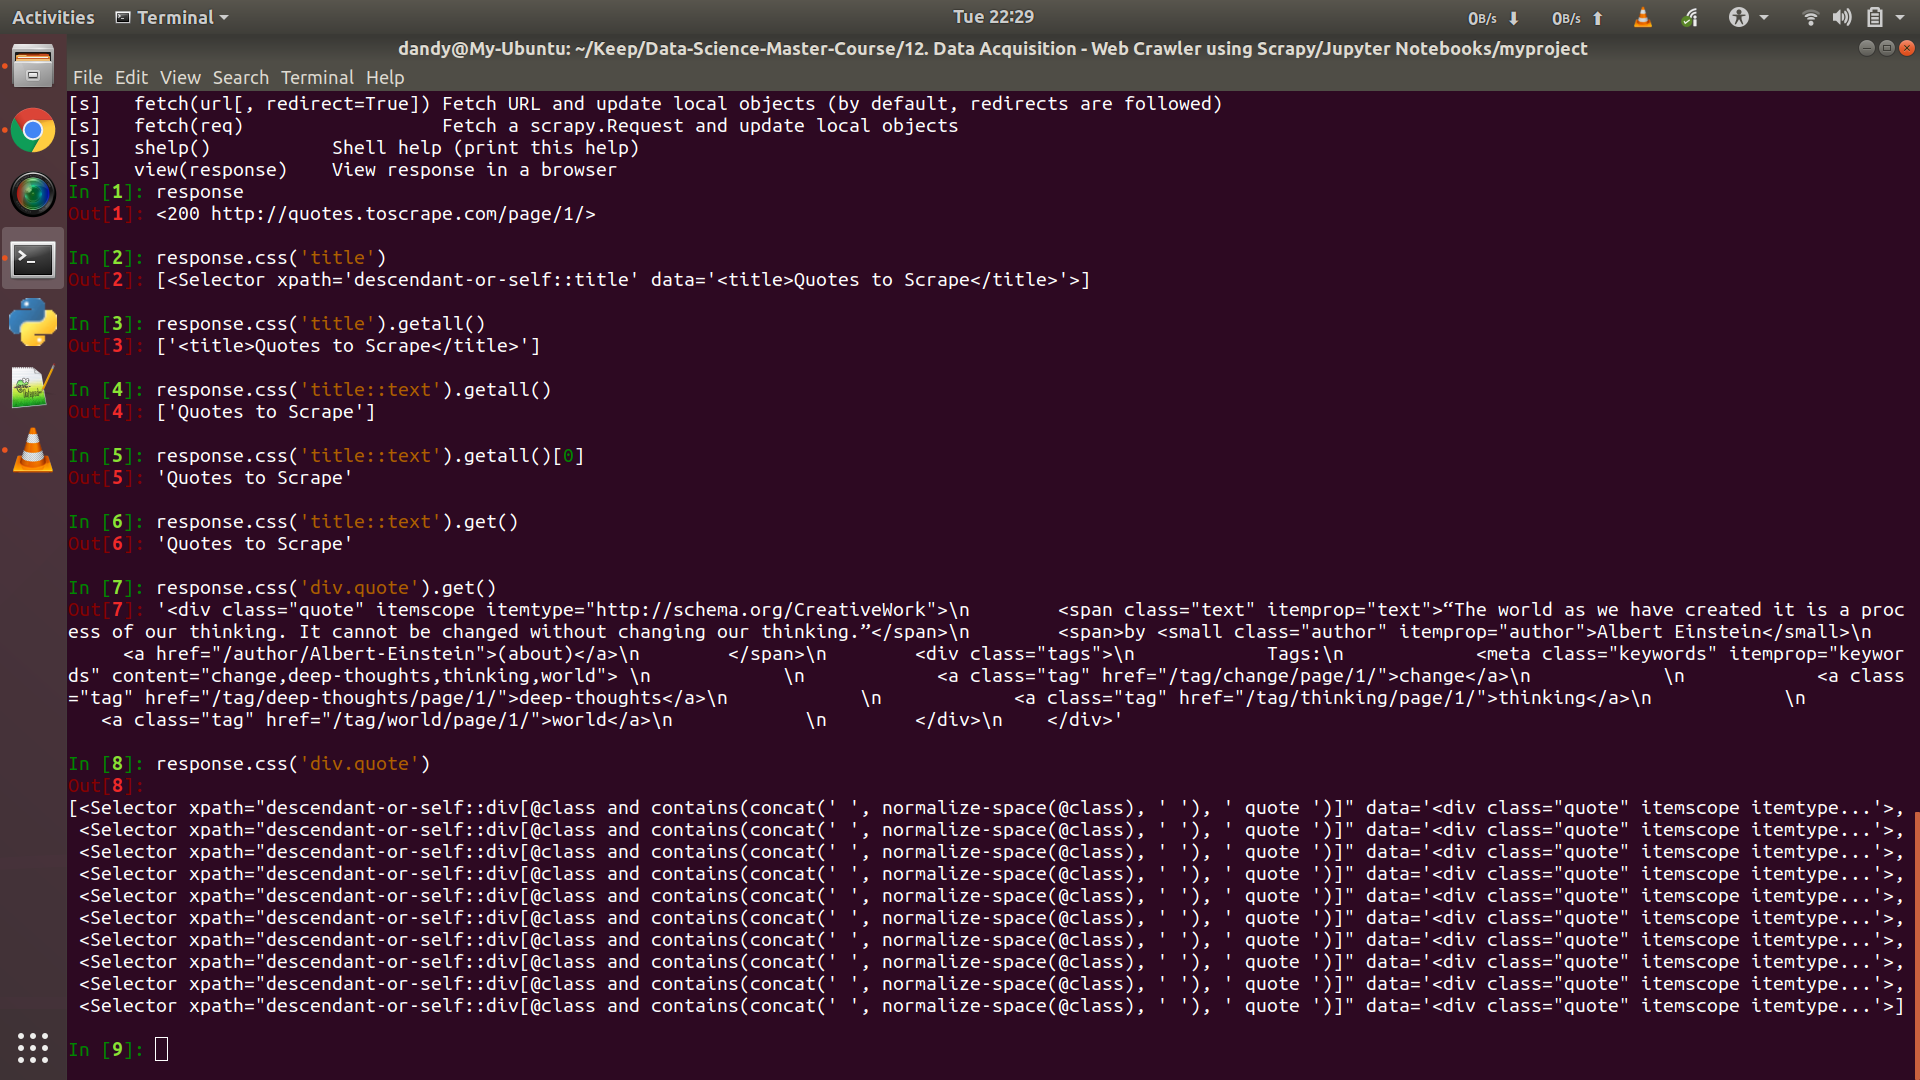 Activities Terminal Tue 22:29 0B/s 0B/s
dandy@My-Ubuntu: ~/Keep/Data-Science-Master-Course/12. Data Acquisition - Web Crawler using Scrapy/Jupyter Notebooks/myproject
File Edit View Search Terminal Help
[s]   fetch(url[, redirect=True]) Fetch URL and update local objects (by default, redirects are followed)
[s]   fetch(req)                  Fetch a scrapy.Request and update local objects
[s]   shelp()           Shell help (print this help)
[s]   view(response)    View response in a browser
In [1]: response
Out[1]: <200 http://quotes.toscrape.com/page/1/>
In [2]: response.css('title')
Out[2]: [<Selector xpath='descendant-or-self::title' data='<title>Quotes to Scrape</title>'>]
In [3]: response.css('title').getall()
Out[3]: ['<title>Quotes to Scrape</title>']
In [4]: response.css('title::text').getall()
Out[4]: ['Quotes to Scrape']
In [5]: response.css('title::text').getall()[0]
Out[5]: 'Quotes to Scrape'
In [6]: response.css('title::text').get()
Out[6]: 'Quotes to Scrape'
In [7]: response.css('div.quote').get()
Out[7]: '<div class="quote" itemscope itemtype="http://schema.org/CreativeWork">\n        <span class="text" itemprop="text">“The world as we have created it is a proc
ess of our thinking. It cannot be changed without changing our thinking.”</span>\n        <span>by <small class="author" itemprop="author">Albert Einstein</small>\n
     <a href="/author/Albert-Einstein">(about)</a>\n        </span>\n        <div class="tags">\n            Tags:\n            <meta class="keywords" itemprop="keywor
ds" content="change,deep-thoughts,thinking,world"> \n            \n            <a class="tag" href="/tag/change/page/1/">change</a>\n            \n            <a class
="tag" href="/tag/deep-thoughts/page/1/">deep-thoughts</a>\n            \n            <a class="tag" href="/tag/thinking/page/1/">thinking</a>\n            \n
   <a class="tag" href="/tag/world/page/1/">world</a>\n            \n        </div>\n    </div>'
In [8]: response.css('div.quote')
Out[8]:
[<Selector xpath="descendant-or-self::div[@class and contains(concat(' ', normalize-space(@class), ' '), ' quote ')]" data='<div class="quote" itemscope itemtype...'>,
 <Selector xpath="descendant-or-self::div[@class and contains(concat(' ', normalize-space(@class), ' '), ' quote ')]" data='<div class="quote" itemscope itemtype...'>,
 <Selector xpath="descendant-or-self::div[@class and contains(concat(' ', normalize-space(@class), ' '), ' quote ')]" data='<div class="quote" itemscope itemtype...'>,
 <Selector xpath="descendant-or-self::div[@class and contains(concat(' ', normalize-space(@class), ' '), ' quote ')]" data='<div class="quote" itemscope itemtype...'>,
 <Selector xpath="descendant-or-self::div[@class and contains(concat(' ', normalize-space(@class), ' '), ' quote ')]" data='<div class="quote" itemscope itemtype...'>,
 <Selector xpath="descendant-or-self::div[@class and contains(concat(' ', normalize-space(@class), ' '), ' quote ')]" data='<div class="quote" itemscope itemtype...'>,
 <Selector xpath="descendant-or-self::div[@class and contains(concat(' ', normalize-space(@class), ' '), ' quote ')]" data='<div class="quote" itemscope itemtype...'>,
 <Selector xpath="descendant-or-self::div[@class and contains(concat(' ', normalize-space(@class), ' '), ' quote ')]" data='<div class="quote" itemscope itemtype...'>,
 <Selector xpath="descendant-or-self::div[@class and contains(concat(' ', normalize-space(@class), ' '), ' quote ')]" data='<div class="quote" itemscope itemtype...'>,
 <Selector xpath="descendant-or-self::div[@class and contains(concat(' ', normalize-space(@class), ' '), ' quote ')]" data='<div class="quote" itemscope itemtype...'>]
In [9]: